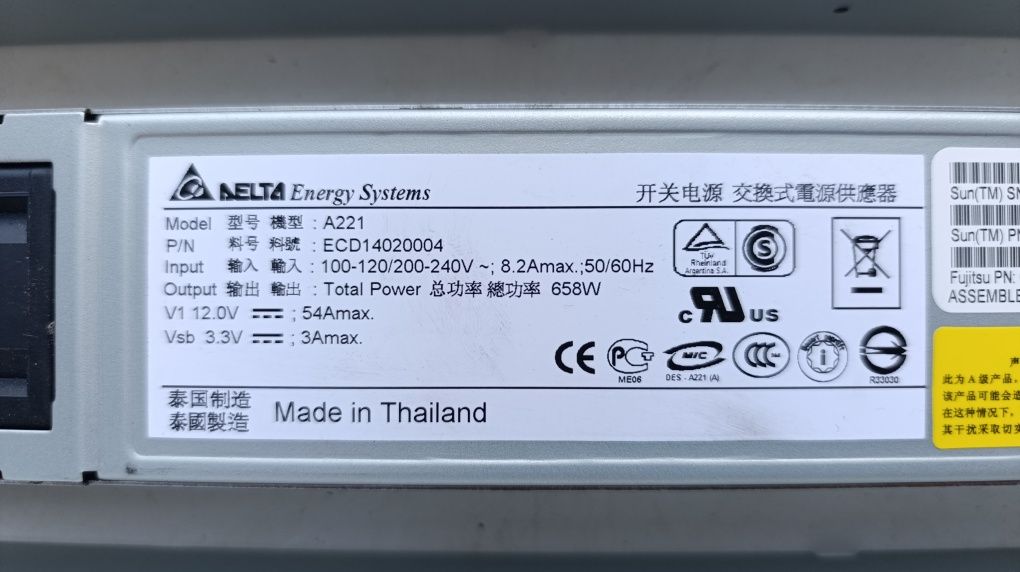 DELTA Energy Systems
开关电源 交換式電源供應器
Model 型号 機型 : A221
P/N 料号 料號 : ECD14020004
Input 输入 輸入 : 100-120/200-240V ~; 8.2Amax.;50/60Hz
Output 输出 輸出 : Total Power 总功率 總功率 658W
V1 12.0V ⎓ ; 54Amax.
Vsb 3.3V ⎓ ; 3Amax.
TÜV
Rheinland
Argentina S.A.
S
c RU US
CE
PG
ME06
MIC
DES - A221 (A)
CCC
i
R33030
泰国制造
泰國製造
Made in Thailand
Sun(TM) SN
Sun(TM) PN
Fujitsu PN:
ASSEMBLE
声
此为 A 级产品,
该产品可能会造
在这种情况下,
其干扰采取切实